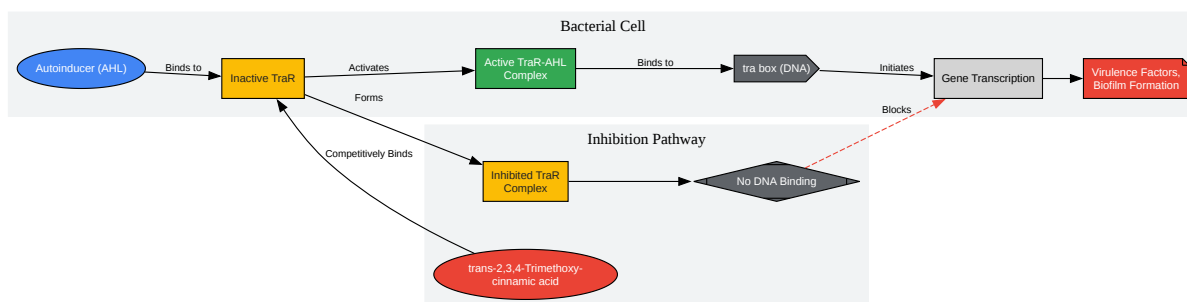 Bacterial Cell
Autoinducer (AHL)
Binds to
Inactive TraR
Activates
Active TraR-AHL
Complex
Binds to
tra box (DNA)
Initiates
Gene Transcription
Virulence Factors,
Biofilm Formation
Forms
Blocks
Inhibition Pathway
Competitively Binds
Inhibited TraR
Complex
No DNA Binding
trans-2,3,4-Trimethoxy-
cinnamic acid